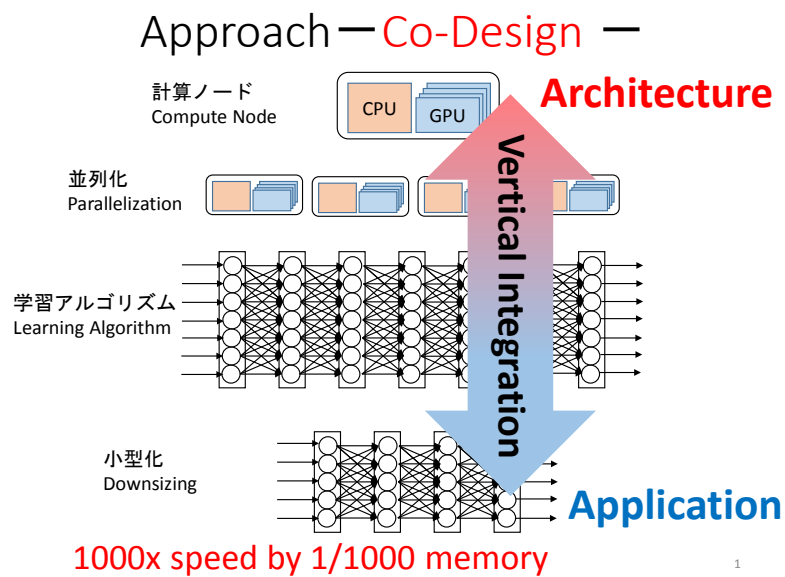 Approach－Co-Design －
計算ノード
Compute Node
CPU
GPU
Architecture
並列化
Parallelization
Vertical Integration
学習アルゴリズム
Learning Algorithm
小型化
Downsizing
Application
1000x speed by 1/1000 memory
1